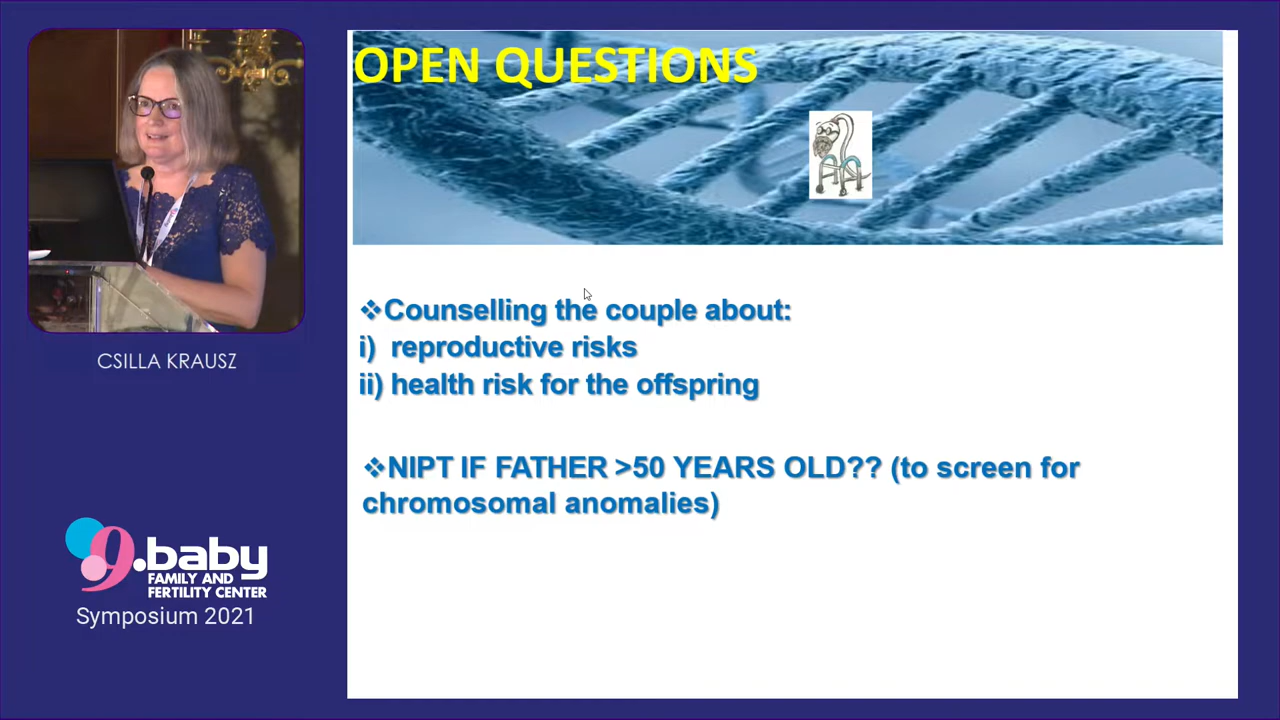 OPEN QUESTIONS
❖Counselling the couple about:
i) reproductive risks
ii) health risk for the offspring
❖NIPT IF FATHER >50 YEARS OLD?? (to screen for
chromosomal anomalies)
CSILLA KRAUSZ
9.baby
FAMILY AND
FERTILITY CENTER
Symposium 2021